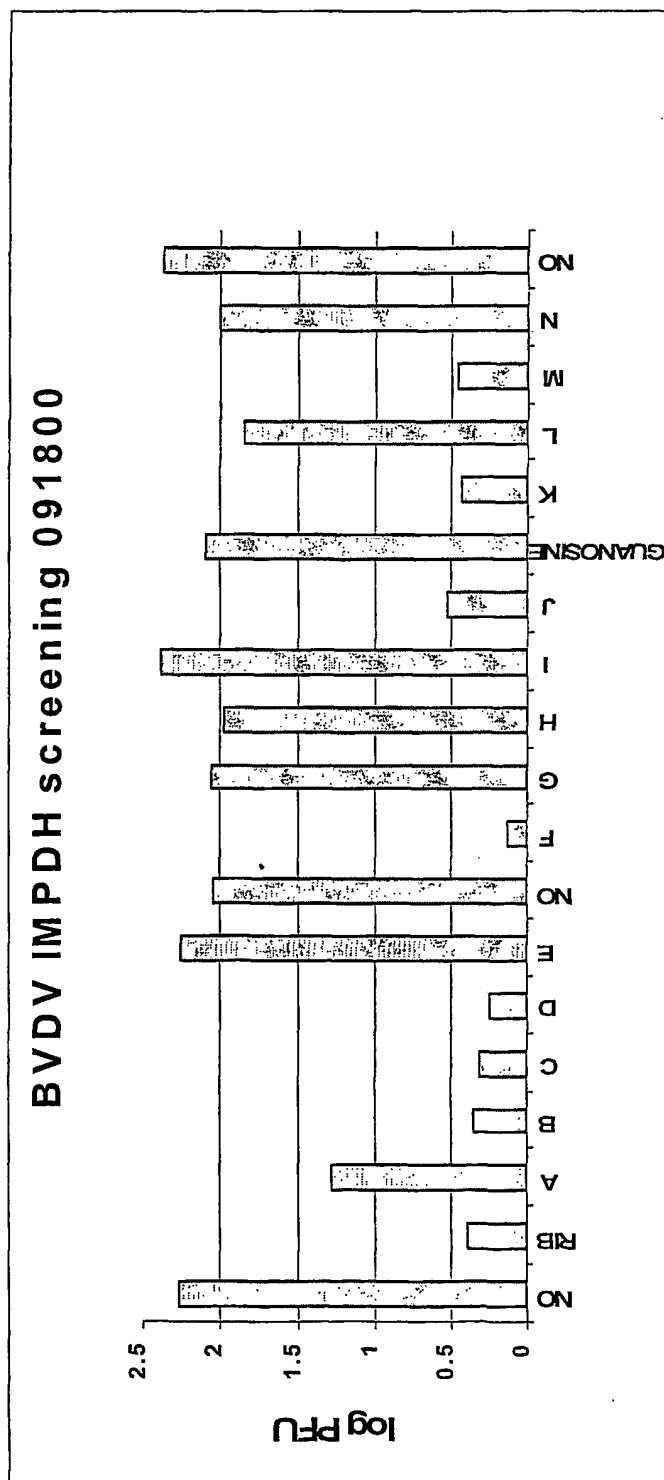 BVDV IMPDH screening 091800
log PFU
2.5
2
1.5
1
0.5
0
NO
RIB
A
B
C
D
E
NO
F
G
H
I
J
GUANOSINE
K
L
M
N
NO